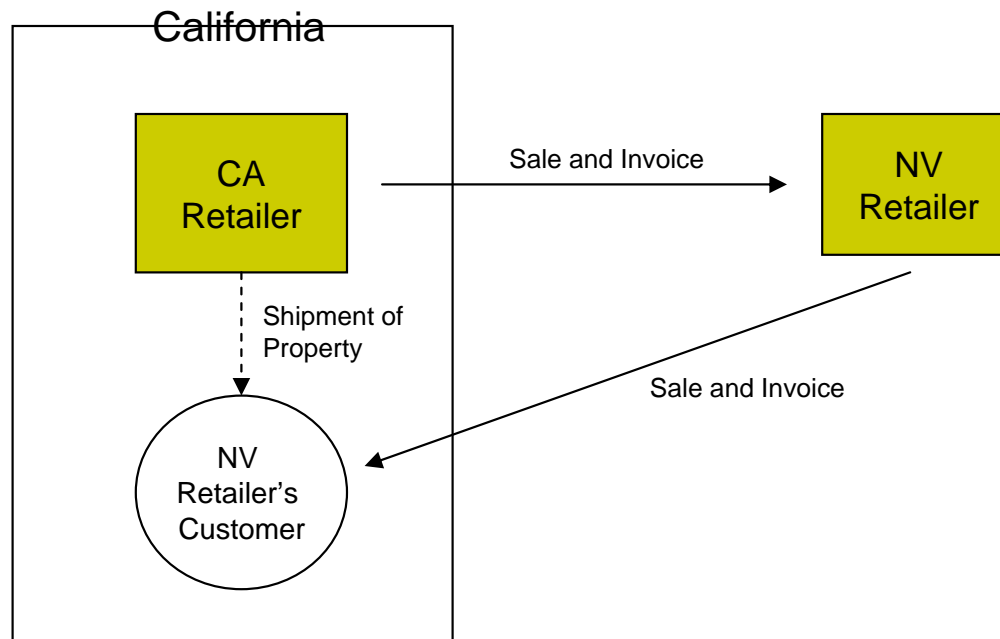 California
CA
Retailer
Sale and Invoice
NV
Retailer
Shipment of
Property
Sale and Invoice
NV
Retailer’s
Customer